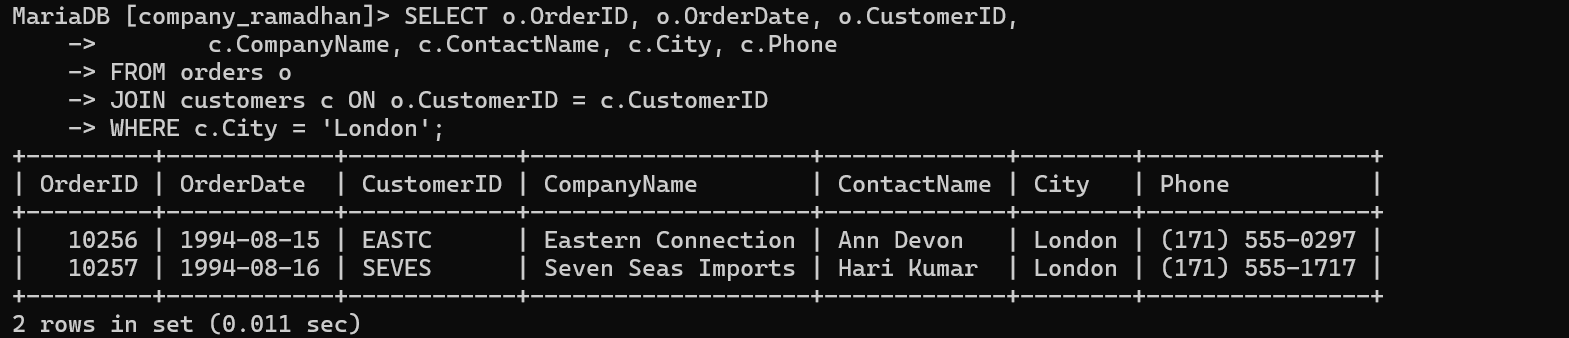 MariaDB [company_ramadhan]> SELECT o.OrderID, o.OrderDate, o.CustomerID,
    ->        c.CompanyName, c.ContactName, c.City, c.Phone
    -> FROM orders o
    -> JOIN customers c ON o.CustomerID = c.CustomerID
    -> WHERE c.City = 'London';
+---------+------------+------------+--------------------+-------------+--------+----------------+
| OrderID | OrderDate  | CustomerID | CompanyName        | ContactName | City   | Phone          |
+---------+------------+------------+--------------------+-------------+--------+----------------+
|   10256 | 1994-08-15 | EASTC      | Eastern Connection | Ann Devon   | London | (171) 555-0297 |
|   10257 | 1994-08-16 | SEVES      | Seven Seas Imports | Hari Kumar  | London | (171) 555-1717 |
+---------+------------+------------+--------------------+-------------+--------+----------------+
2 rows in set (0.011 sec)